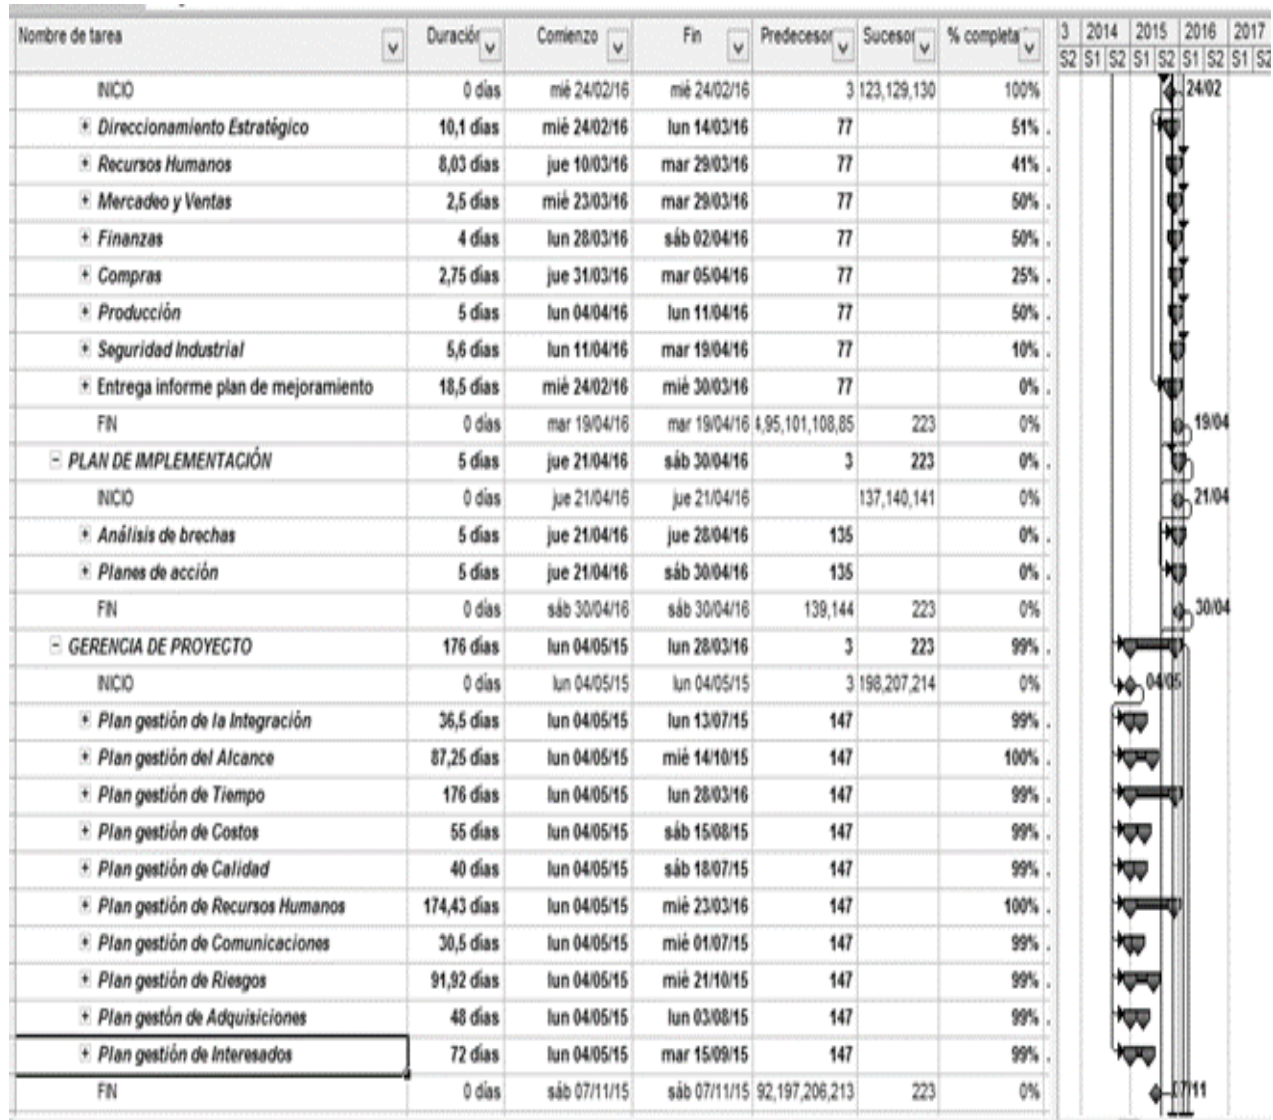 Nombre de tarea Duración Comienzo Fin Predecesor Sucesor % completa 3 2014 2015 2016 2017
S2 S1 S2 S1 S2 S1 S2 S1 S2
INICIO 0 días mié 24/02/16 mié 24/02/16 3 123,129,130 100% 24/02
Direccionamiento Estratégico 10,1 días mié 24/02/16 lun 14/03/16 77 51%
Recursos Humanos 8,03 días jue 10/03/16 mar 29/03/16 77 41%
Mercadeo y Ventas 2,5 días mié 23/03/16 mar 29/03/16 77 50%
Finanzas 4 días lun 28/03/16 sáb 02/04/16 77 50%
Compras 2,75 días jue 31/03/16 mar 05/04/16 77 25%
Producción 5 días lun 04/04/16 lun 11/04/16 77 50%
Seguridad Industrial 5,6 días lun 11/04/16 mar 19/04/16 77 10%
Entrega informe plan de mejoramiento 18,5 días mié 24/02/16 mié 30/03/16 77 0%
FIN 0 días mar 19/04/16 mar 19/04/16 4,95,101,108,85 223 0% 19/04
PLAN DE IMPLEMENTACIÓN 5 días jue 21/04/16 sáb 30/04/16 3 223 0%
INICIO 0 días jue 21/04/16 jue 21/04/16 137,140,141 0% 21/04
Análisis de brechas 5 días jue 21/04/16 jue 28/04/16 135 0%
Planes de acción 5 días jue 21/04/16 sáb 30/04/16 135 0%
FIN 0 días sáb 30/04/16 sáb 30/04/16 139,144 223 0% 30/04
GERENCIA DE PROYECTO 176 días lun 04/05/15 lun 28/03/16 3 223 99%
INICIO 0 días lun 04/05/15 lun 04/05/15 3 198,207,214 0% 04/05
Plan gestión de la Integración 36,5 días lun 04/05/15 lun 13/07/15 147 99%
Plan gestión del Alcance 87,25 días lun 04/05/15 mié 14/10/15 147 100%
Plan gestión de Tiempo 176 días lun 04/05/15 lun 28/03/16 147 99%
Plan gestión de Costos 55 días lun 04/05/15 sáb 15/08/15 147 99%
Plan gestión de Calidad 40 días lun 04/05/15 sáb 18/07/15 147 99%
Plan gestión de Recursos Humanos 174,43 días lun 04/05/15 mié 23/03/16 147 100%
Plan gestión de Comunicaciones 30,5 días lun 04/05/15 mié 01/07/15 147 99%
Plan gestión de Riesgos 91,92 días lun 04/05/15 mié 21/10/15 147 99%
Plan gestón de Adquisiciones 48 días lun 04/05/15 lun 03/08/15 147 99%
Plan gestión de Interesados 72 días lun 04/05/15 mar 15/09/15 147 99%
FIN 0 días sáb 07/11/15 sáb 07/11/15 92,197,206,213 223 0% 07/11